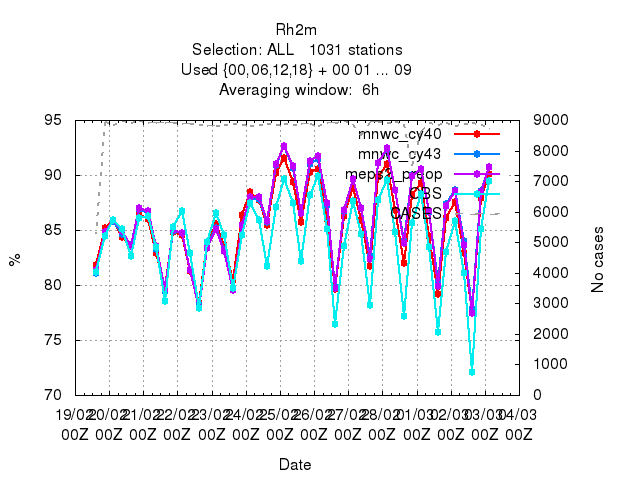 Rh2m
Selection: ALL   1031 stations
Used {00,06,12,18} + 00 01 ... 09
Averaging window:  6h
mnwc_cy40
mnwc_cy43
meps3_preop
OBS
CASES
95
90
85
80
75
70
%
9000
8000
7000
6000
5000
4000
3000
2000
1000
0
No cases
19/02 20/02 21/02 22/02 23/02 24/02 25/02 26/02 27/02 28/02 01/03 02/03 03/03 04/03
00Z 00Z 00Z 00Z 00Z 00Z 00Z 00Z 00Z 00Z 00Z 00Z 00Z 00Z
Date